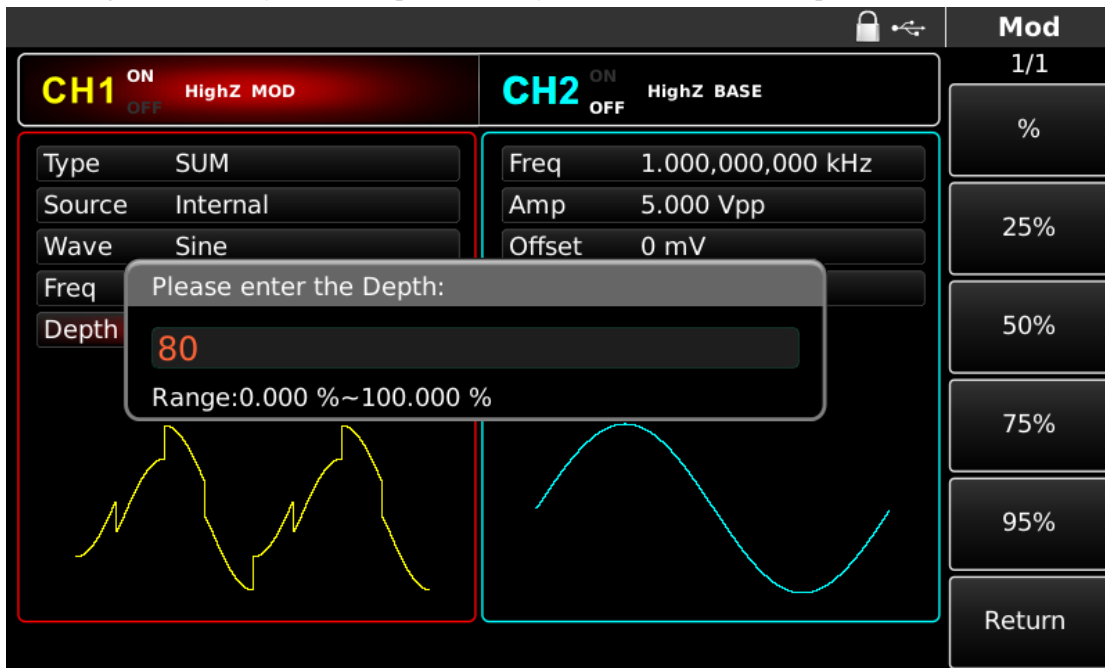 Mod
1/1
CH1 ON OFF HighZ MOD
CH2 ON OFF HighZ BASE
%
Type SUM
Freq 1.000,000,000 kHz
Source Internal
Amp 5.000 Vpp
25%
Wave Sine
Offset 0 mV
Freq
Please enter the Depth:
Depth
80
50%
Range:0.000 %~100.000 %
75%
95%
Return